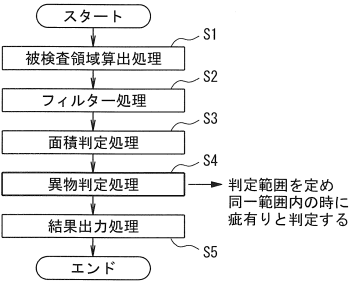 スタート
S1
被検査領域算出処理
S2
フィルター処理
S3
面積判定処理
S4
異物判定処理
判定範囲を定め
同一範囲内の時に
疵有りと判定する
結果出力処理
S5
エンド